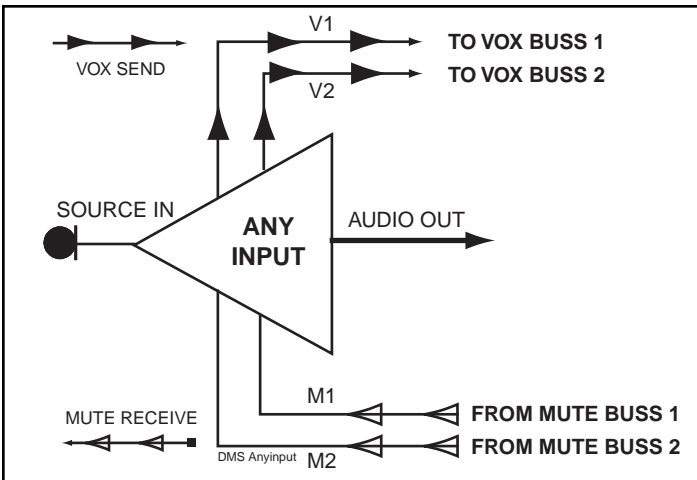 V1
TO VOX BUSS 1
VOX SEND
V2
TO VOX BUSS 2
SOURCE IN
ANY
INPUT
AUDIO OUT
M1
FROM MUTE BUSS 1
MUTE RECEIVE
DMS Anyinput
M2
FROM MUTE BUSS 2